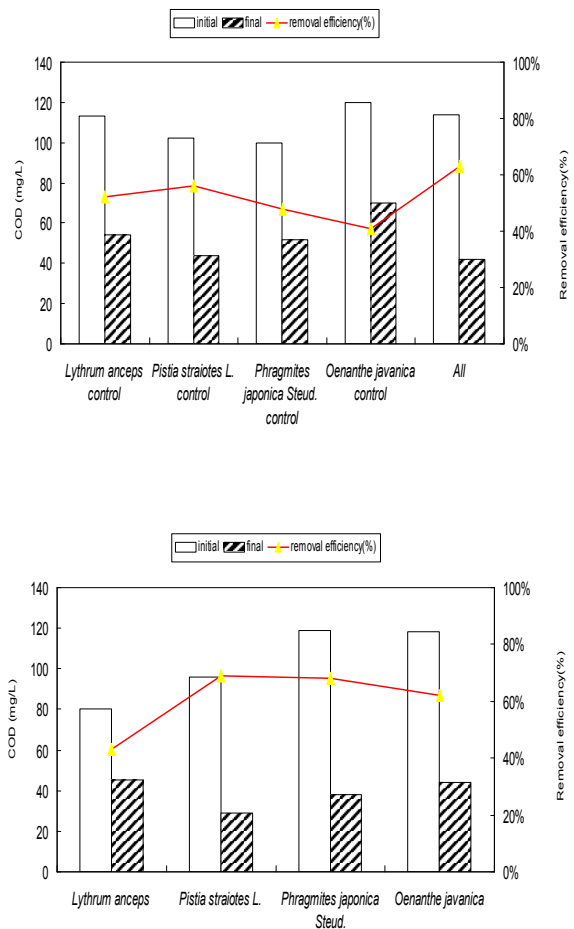 initial final removal efficiency(%)
140
120
100
80
60
40
20
0
COD (mg/L)
100%
80%
60%
40%
20%
0%
Removal efficiency(%)
Lythrum anceps control
Pistia straiotes L. control
Phragmites japonica Steud. control
Oenanthe javanica control
All
initial final removal efficiency(%)
140
120
100
80
60
40
20
0
COD (mg/L)
100%
80%
60%
40%
20%
0%
Removal efficiency(%)
Lythrum anceps
Pistia straiotes L.
Phragmites japonica Steud.
Oenanthe javanica